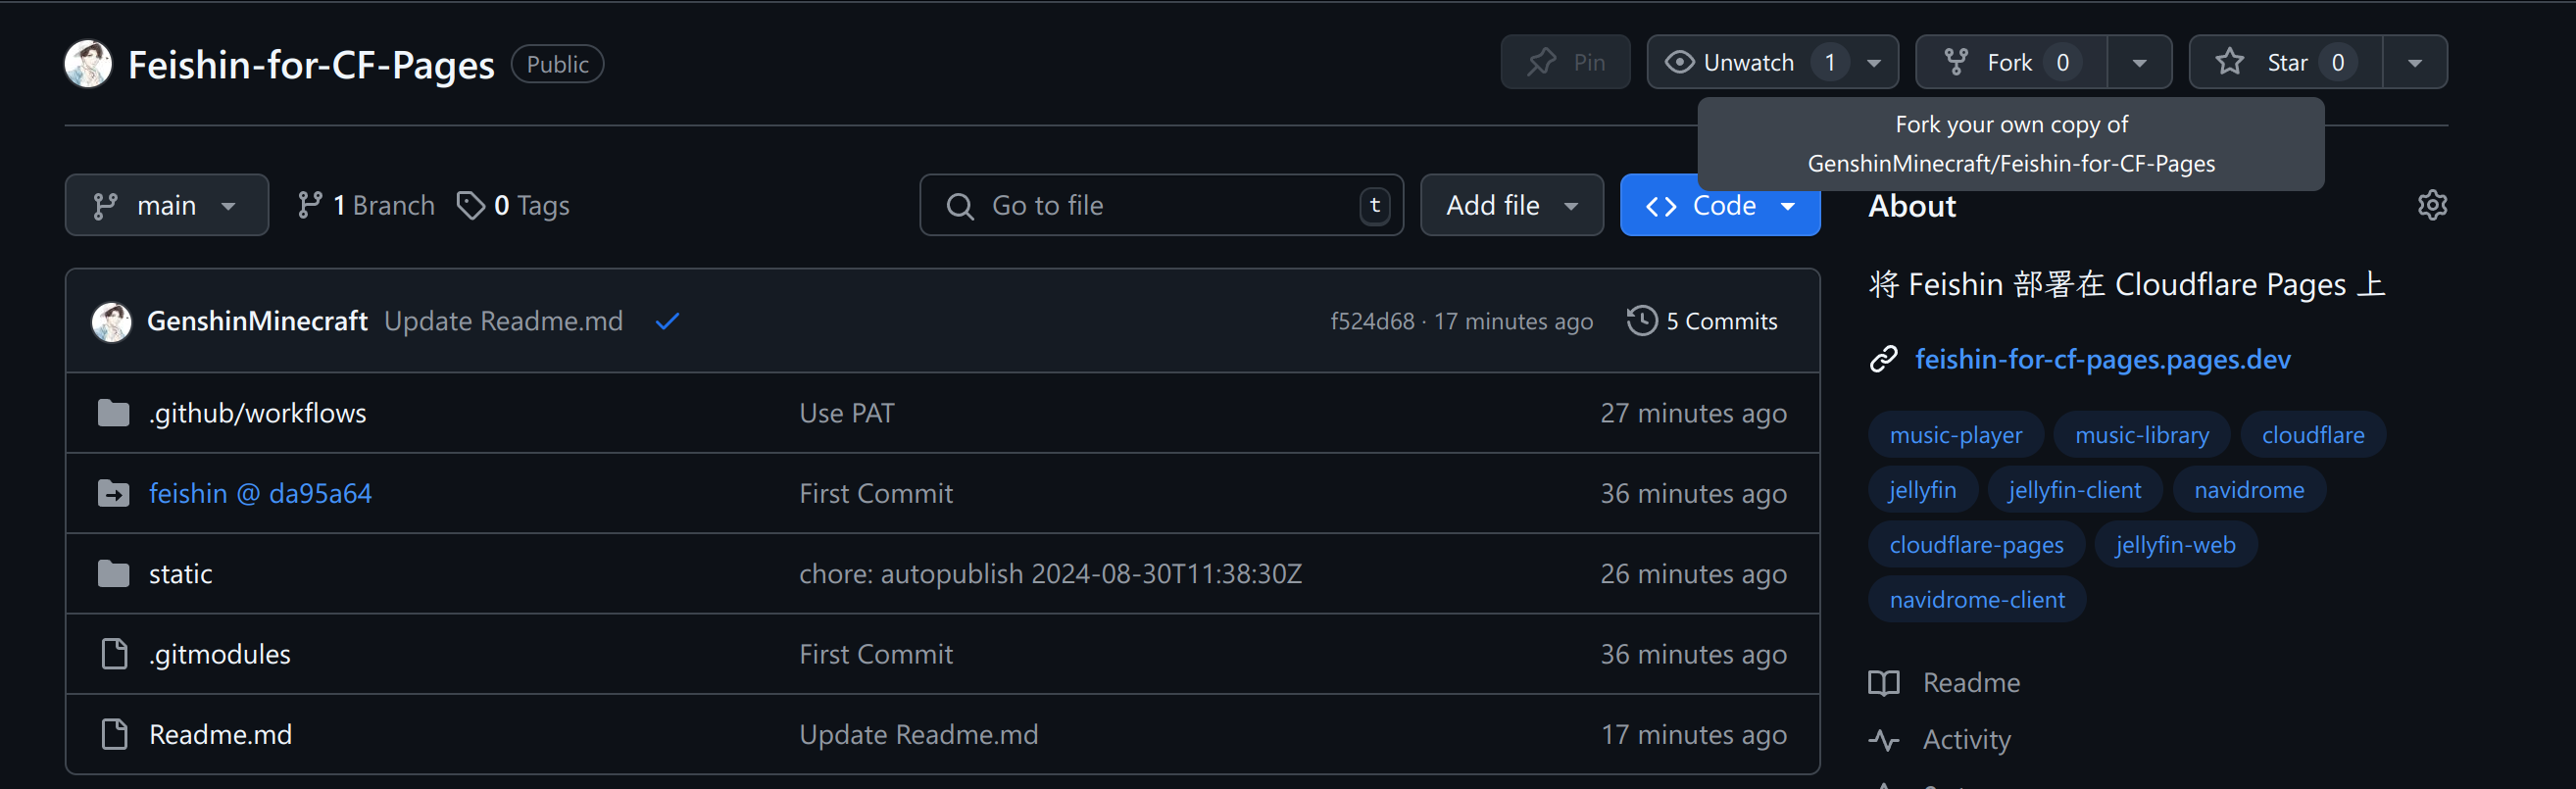 Feishin-for-CF-Pages Public
Pin
Unwatch 1
Fork 0
Star 0
Fork your own copy of
GenshinMinecraft/Feishin-for-CF-Pages
main
1 Branch
0 Tags
Go to file t
Add file
Code
GenshinMinecraft Update Readme.md f524d68 · 17 minutes ago 5 Commits
.github/workflows Use PAT 27 minutes ago
feishin @ da95a64 First Commit 36 minutes ago
static chore: autopublish 2024-08-30T11:38:30Z 26 minutes ago
.gitmodules First Commit 36 minutes ago
Readme.md Update Readme.md 17 minutes ago
About
将 Feishin 部署在 Cloudflare Pages 上
feishin-for-cf-pages.pages.dev
music-player music-library cloudflare
jellyfin jellyfin-client navidrome
cloudflare-pages jellyfin-web
navidrome-client
Readme
Activity